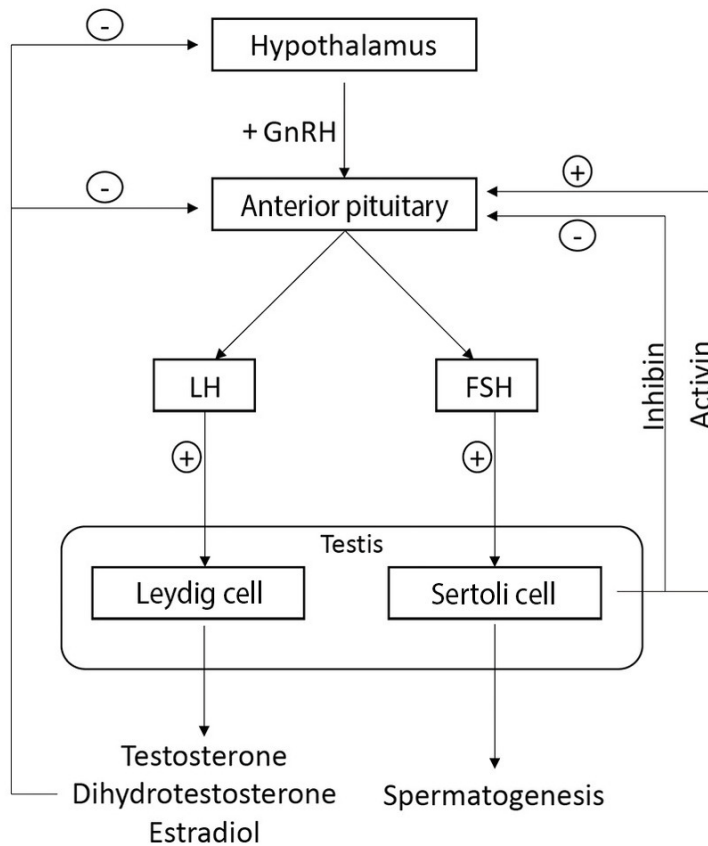 -
Hypothalamus
+ GnRH
-
+
Anterior pituitary
-
LH
FSH
Inhibin
Activin
+
+
Testis
Leydig cell
Sertoli cell
Testosterone
Dihydrotestosterone
Estradiol
Spermatogenesis